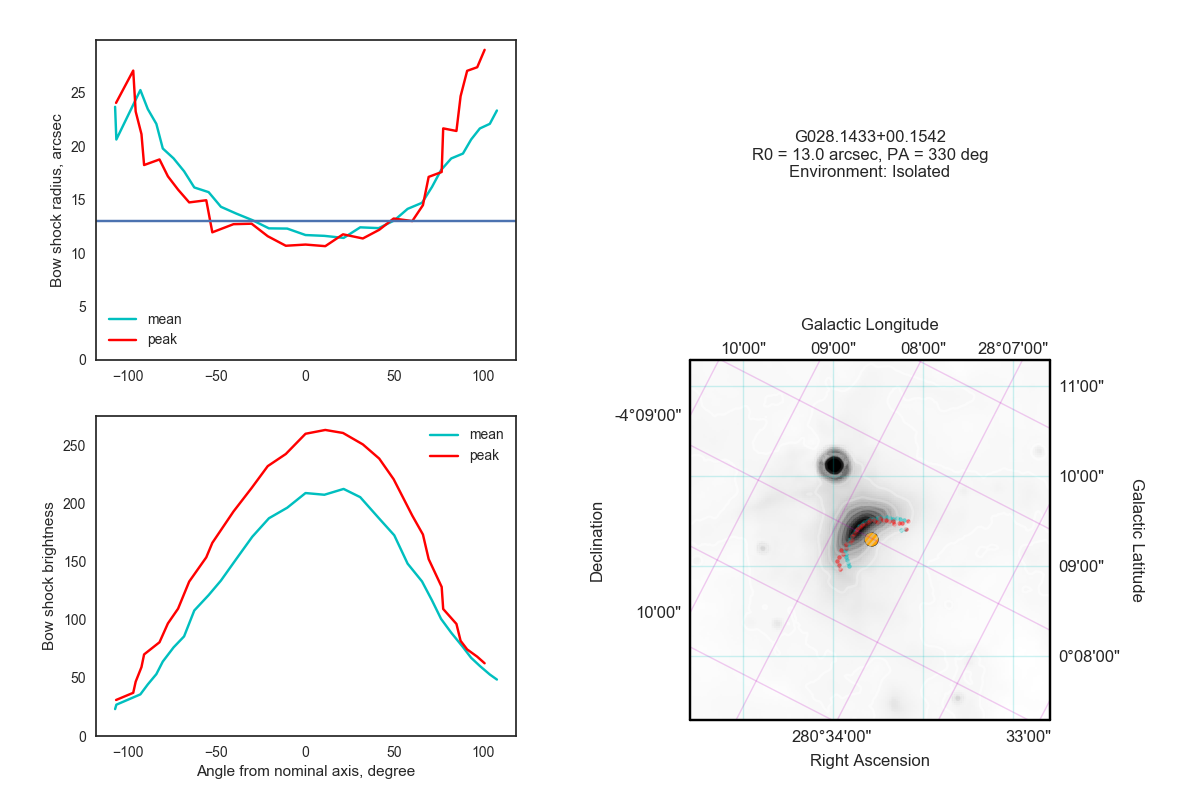 25
20
15
10
5
0
Bow shock radius, arcsec
mean
peak
−100
−50
0
50
100
G028.1433+00.1542
R0 = 13.0 arcsec, PA = 330 deg
Environment: Isolated
250
200
150
100
50
0
Bow shock brightness
mean
peak
−100
−50
0
50
100
Angle from nominal axis, degree
Galactic Longitude
10'00"
09'00"
08'00"
28°07'00"
-4°09'00"
10'00"
Declination
11'00"
10'00"
09'00"
0°08'00"
Galactic Latitude
280°34'00"
33'00"
Right Ascension